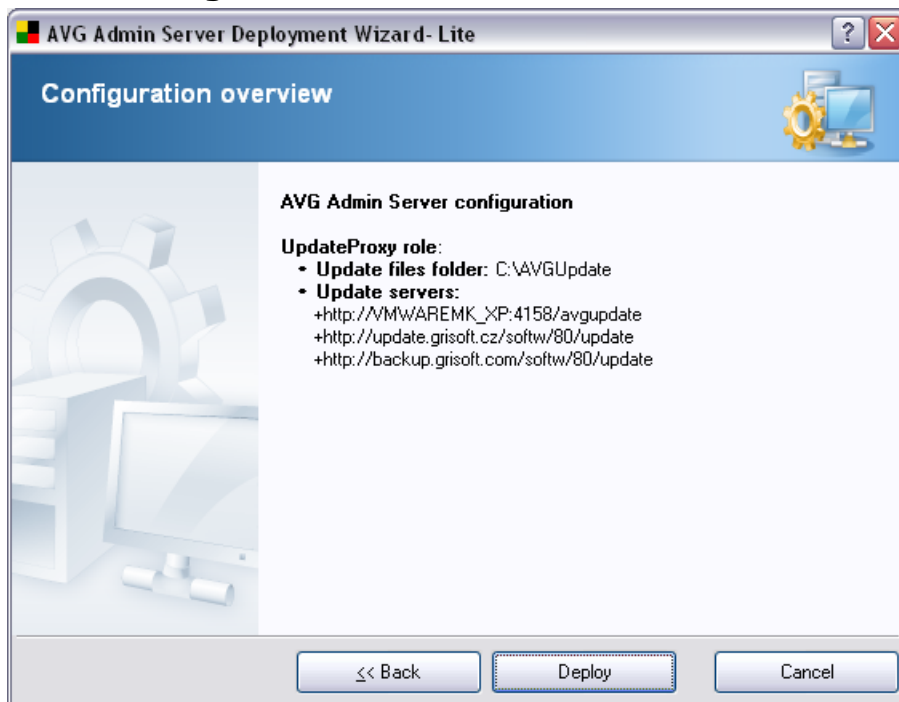 AVG Admin Server Deployment Wizard- Lite
Configuration overview
AVG Admin Server configuration
UpdateProxy role:
• Update files folder: C:\AVGUpdate
• Update servers:
+http://VMWAREMK_XP:4158/avgupdate
+http://update.grisoft.cz/softw/80/update
+http://backup.grisoft.com/softw/80/update
<< Back
Deploy
Cancel